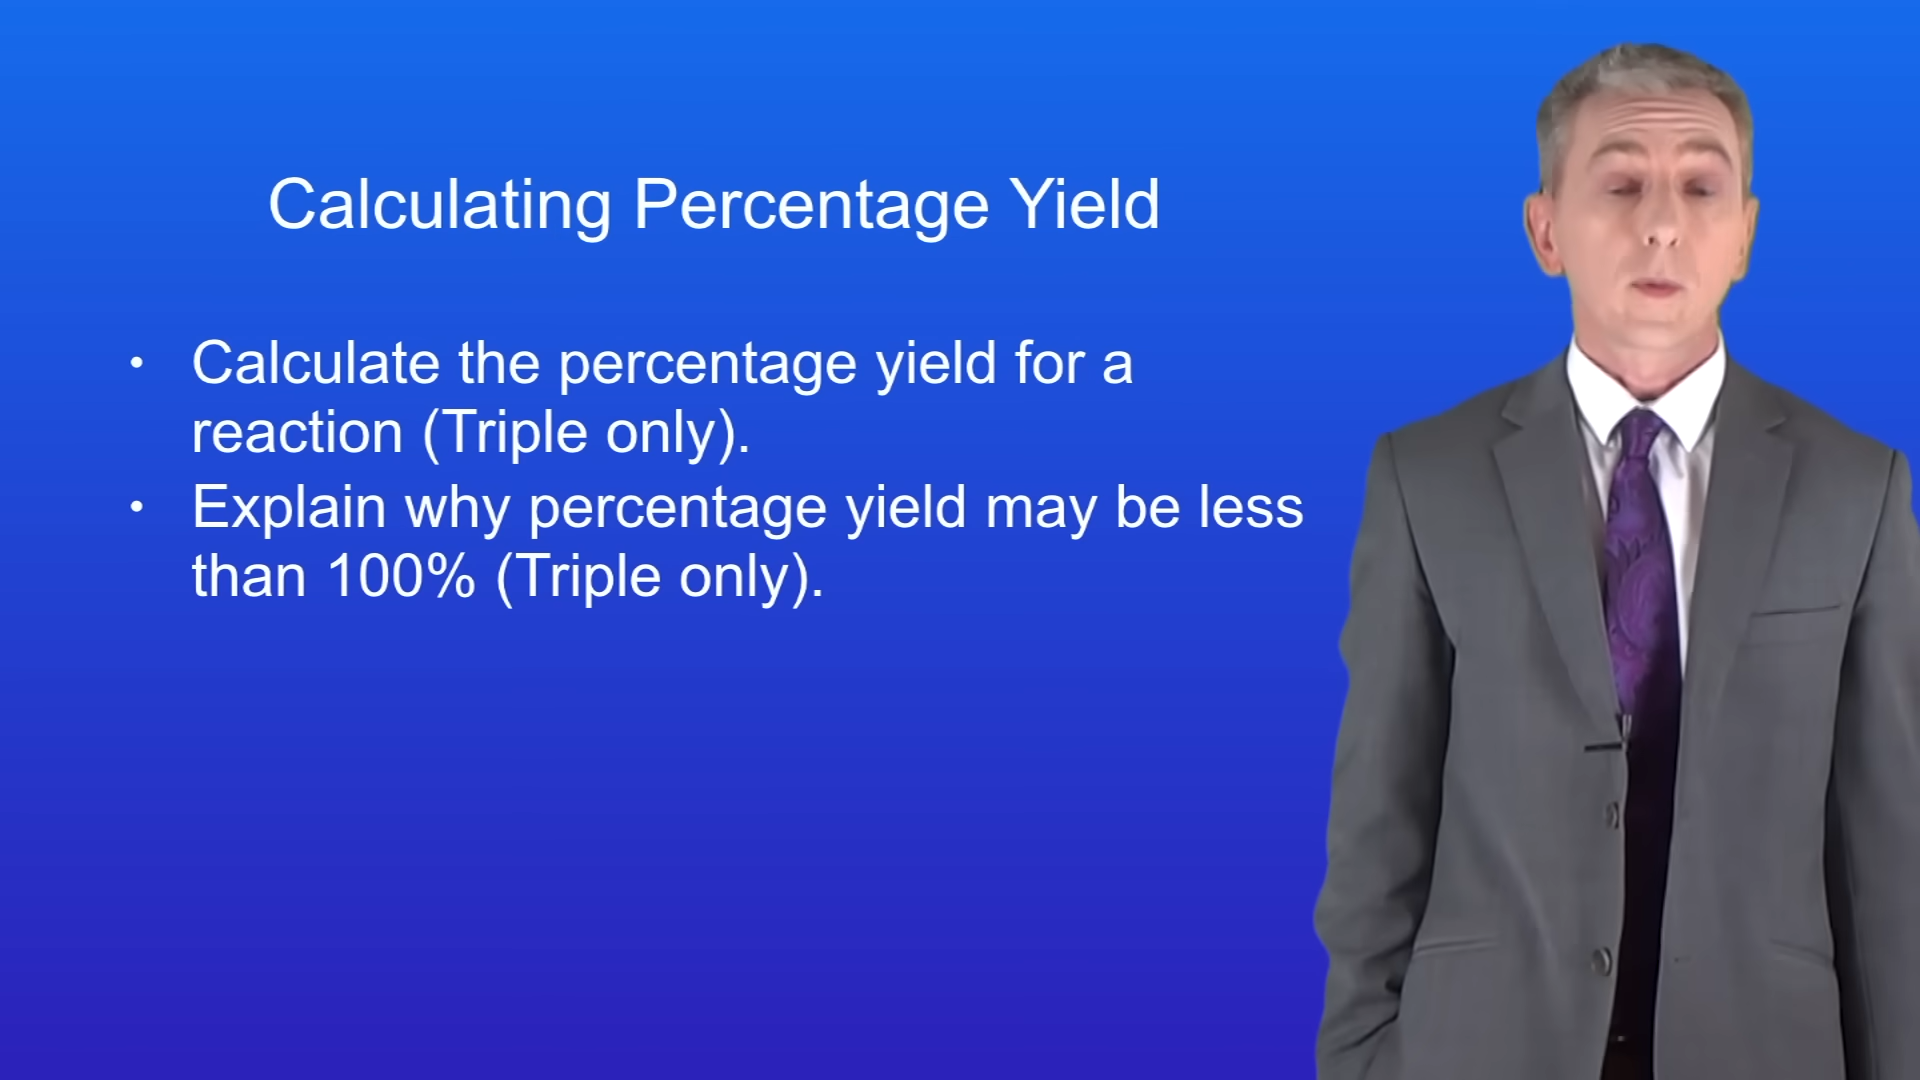 Calculating Percentage Yield
• Calculate the percentage yield for a
reaction (Triple only).
• Explain why percentage yield may be less
than 100% (Triple only).